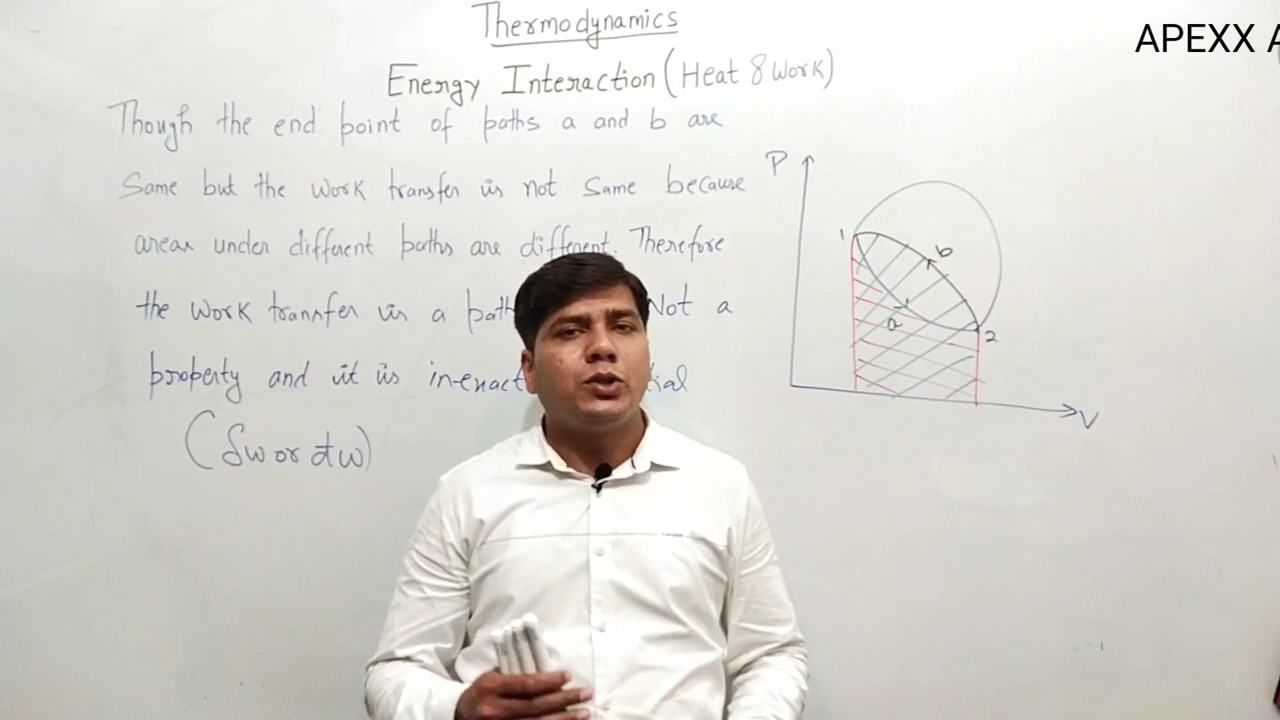 Thermodynamics
APEXX A
Energy Interaction (Heat & Work)
Though the end point of paths a and b are
Same but the work transfer is not same because
areas under different paths are different. Therefore
the work transfer is a path Not a
property and it is in-exact tial
(δw or đw)
P
1
b
a
2
V